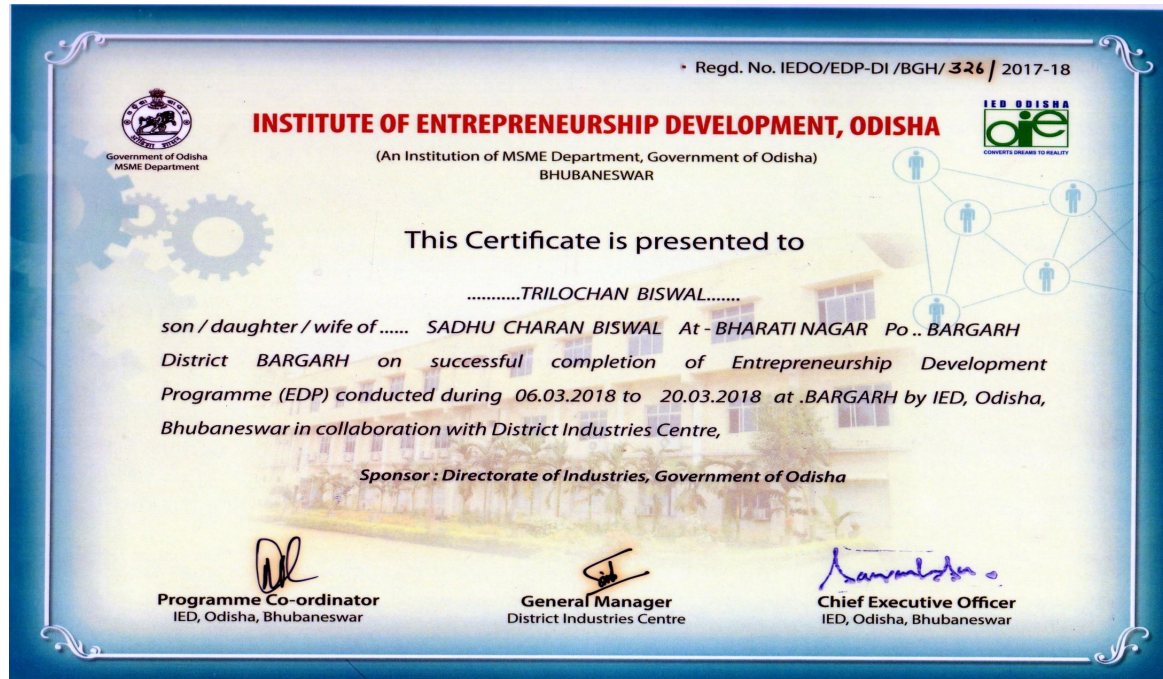 Regd. No. IEDO/EDP-DI /BGH/ 326/ 2017-18
Government of Odisha
MSME Department
IED ODISHA
oie
CONVERTS DREAMS TO REALITY
INSTITUTE OF ENTREPRENEURSHIP DEVELOPMENT, ODISHA
(An Institution of MSME Department, Government of Odisha)
BHUBANESWAR
This Certificate is presented to
...........TRILOCHAN BISWAL.......
son / daughter / wife of ...... SADHU CHARAN BISWAL At - BHARATI NAGAR Po .. BARGARH
District BARGARH on successful completion of Entrepreneurship Development
Programme (EDP) conducted during 06.03.2018 to 20.03.2018 at .BARGARH by IED, Odisha,
Bhubaneswar in collaboration with District Industries Centre,
Sponsor : Directorate of Industries, Government of Odisha
Programme Co-ordinator
IED, Odisha, Bhubaneswar
General Manager
District Industries Centre
Chief Executive Officer
IED, Odisha, Bhubaneswar